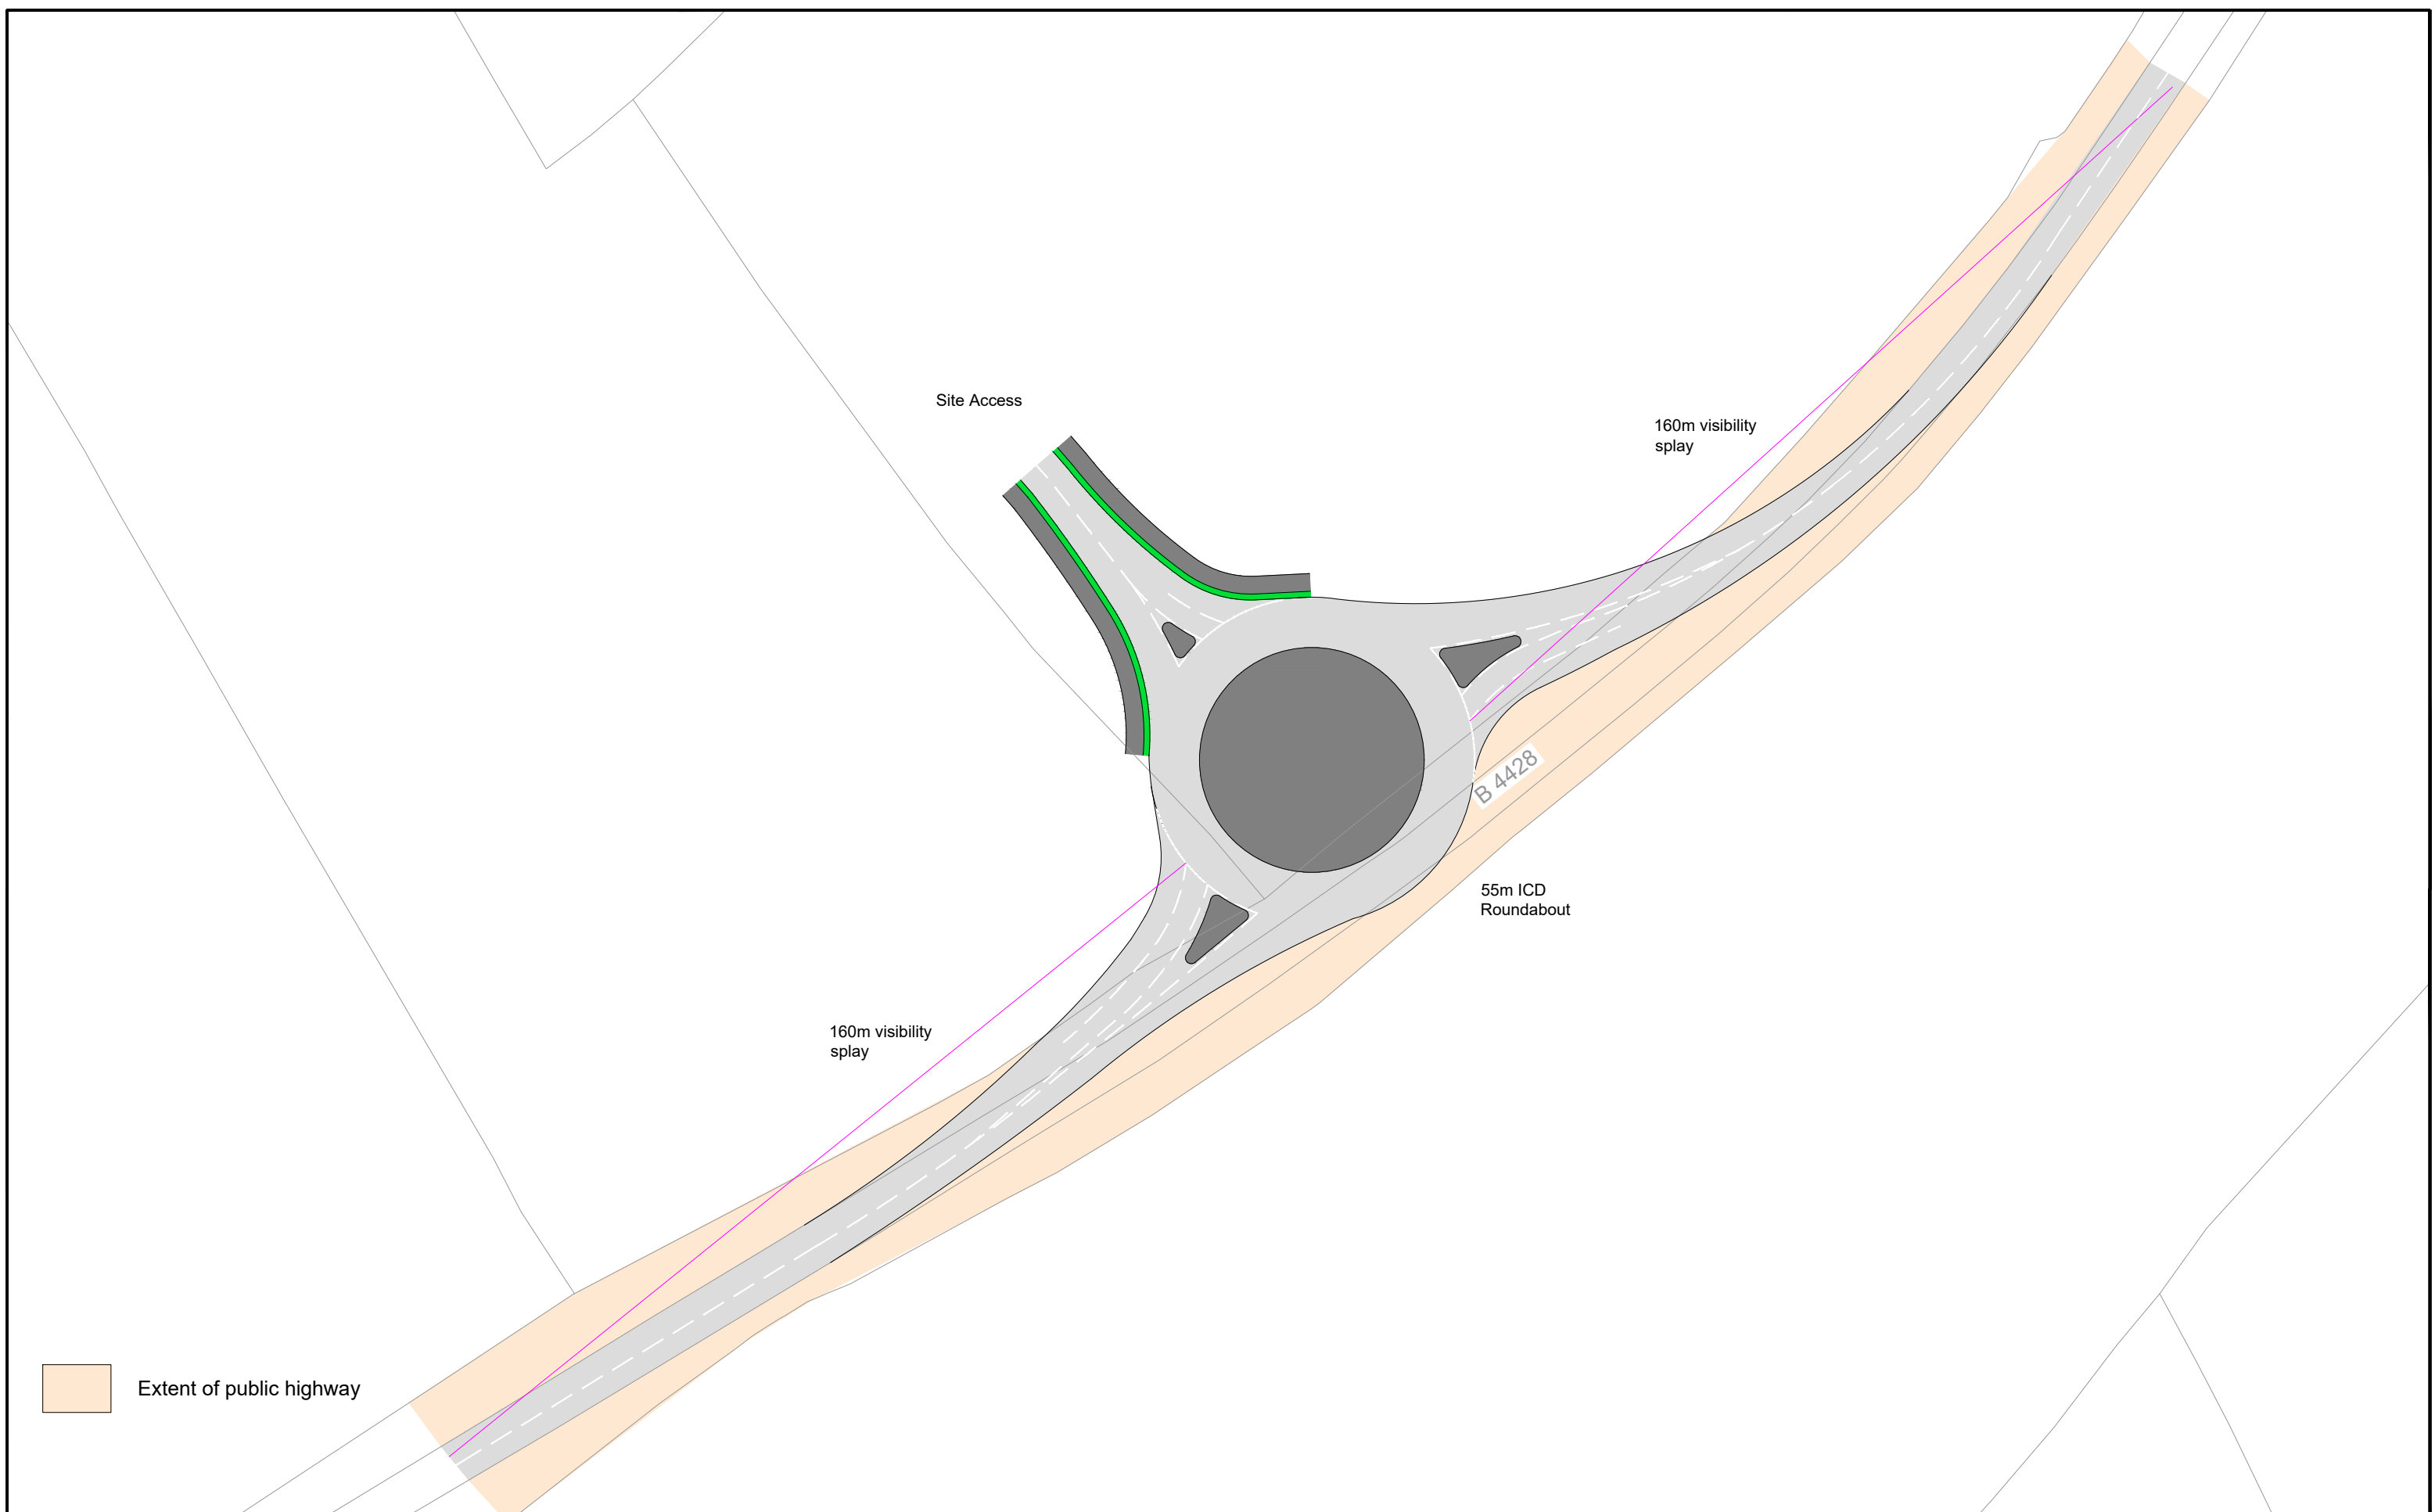 Site Access
160m visibility
splay
B 4428
55m ICD
Roundabout
160m visibility
splay
Extent of public highway